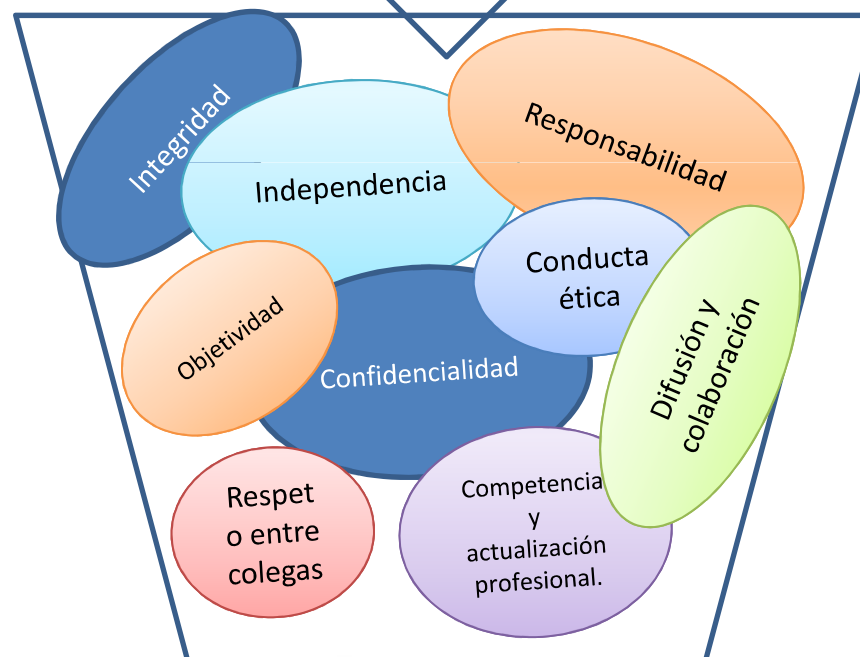 Integridad
Responsabilidad
Independencia
Conducta
ética
Objetividad
Difusión y
colaboración
Confidencialidad
Respet
o entre
colegas
Competencia
y
actualización
profesional.